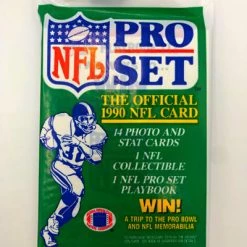 NFL
PRO
SET
THE OFFICIAL
1990 NFL CARD
14 PHOTO AND
STAT CARDS
1 NFL
COLLECTIBLE
1 NFL PRO SET
PLAYBOOK
WIN!
A TRIP TO THE PRO BOWL
AND NFL MEMORABILIA